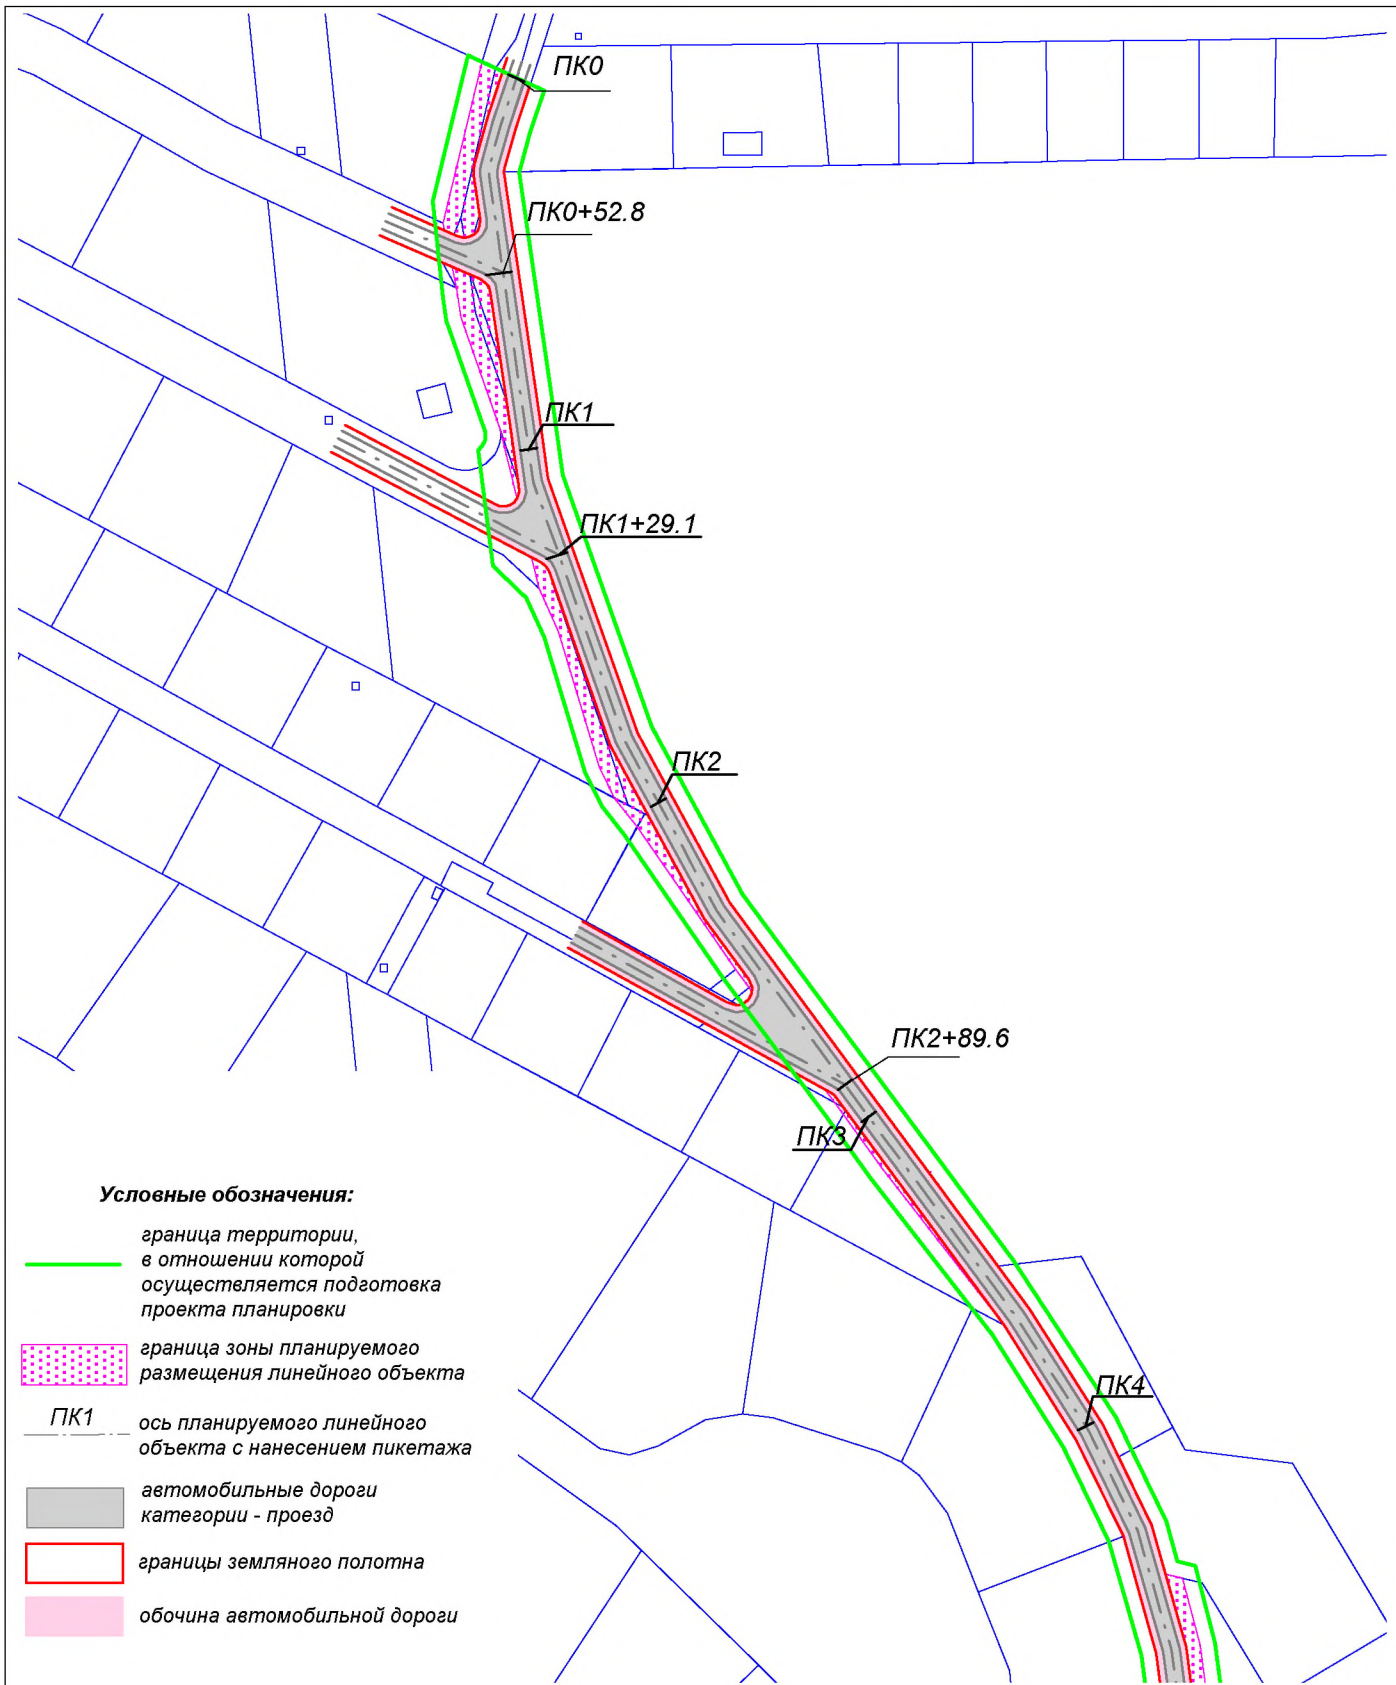 ПК0
ПК0+52.8
ПК1
ПК1+29.1
ПК2
ПК2+89.6
ПК3
ПК4
Условные обозначения:
граница территории,
в отношении которой
осуществляется подготовка
проекта планировки
граница зоны планируемого
размещения линейного объекта
ПК1
ось планируемого линейного
объекта с нанесением пикетажа
автомобильные дороги
категории - проезд
границы земляного полотна
обочина автомобильной дороги